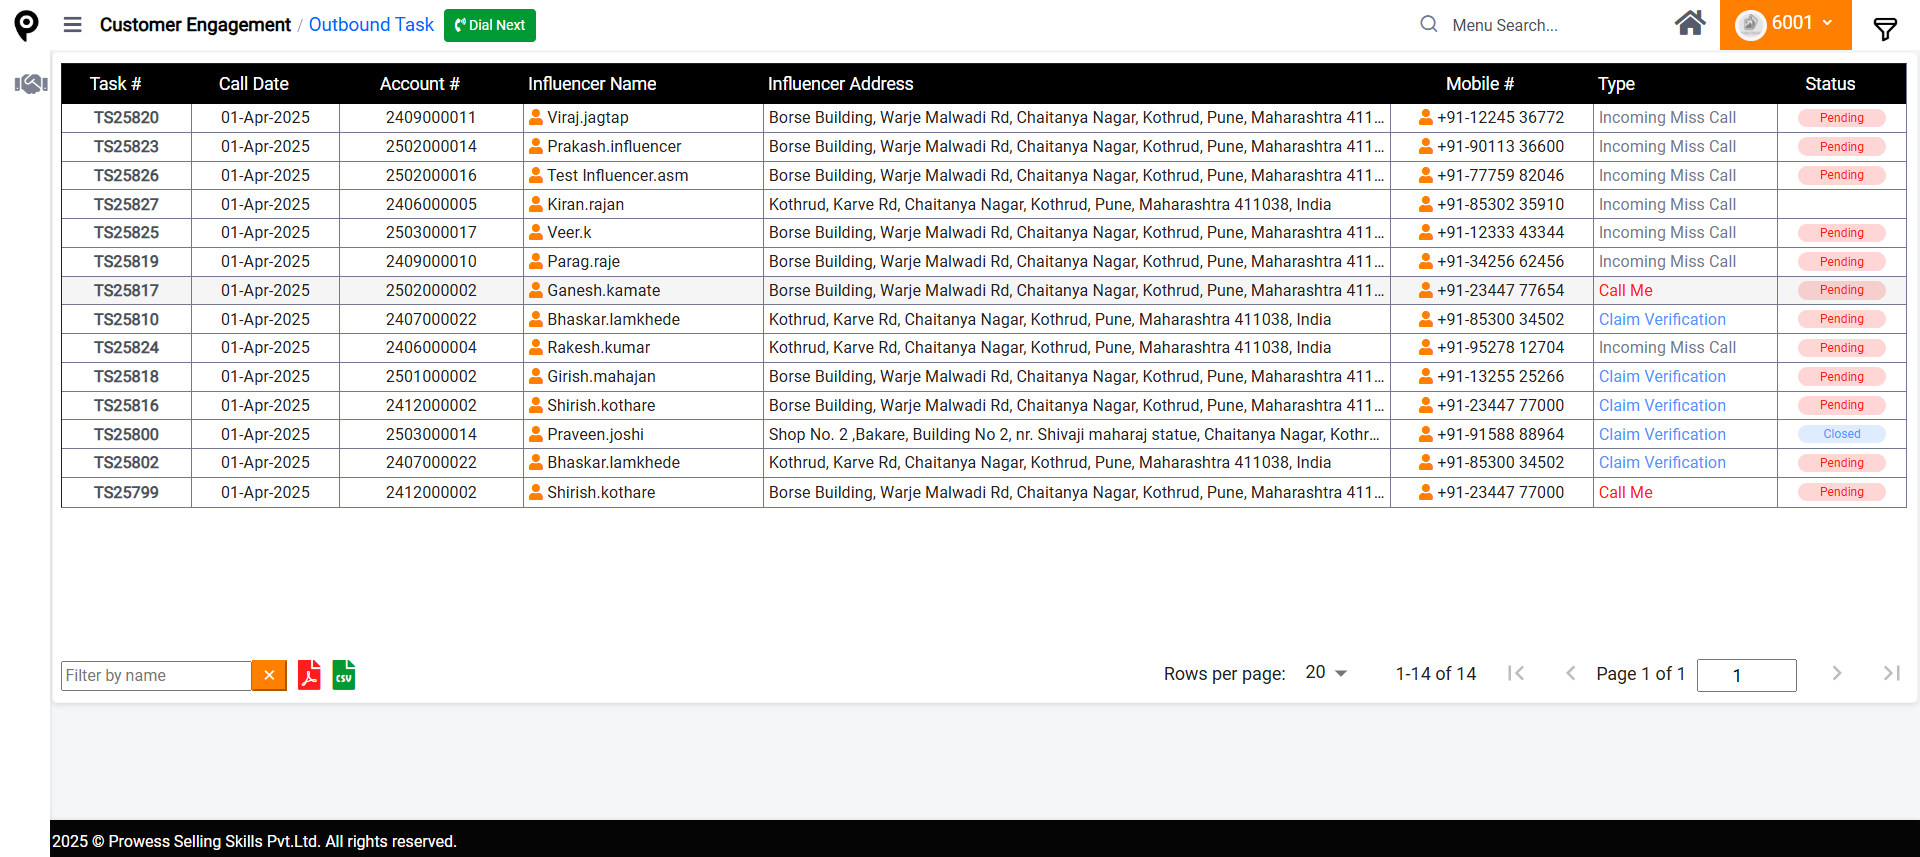 Customer Engagement / Outbound Task Dial Next Menu Search... 6001
Task # Call Date Account # Influencer Name Influencer Address Mobile # Type Status
TS25820 01-Apr-2025 2409000011 Viraj.jagtap Borse Building, Warje Malwadi Rd, Chaitanya Nagar, Kothrud, Pune, Maharashtra 411... +91-12245 36772 Incoming Miss Call Pending
TS25823 01-Apr-2025 2502000014 Prakash.influencer Borse Building, Warje Malwadi Rd, Chaitanya Nagar, Kothrud, Pune, Maharashtra 411... +91-90113 36600 Incoming Miss Call Pending
TS25826 01-Apr-2025 2502000016 Test Influencer.asm Borse Building, Warje Malwadi Rd, Chaitanya Nagar, Kothrud, Pune, Maharashtra 411... +91-77759 82046 Incoming Miss Call Pending
TS25827 01-Apr-2025 2406000005 Kiran.rajan Kothrud, Karve Rd, Chaitanya Nagar, Kothrud, Pune, Maharashtra 411038, India +91-85302 35910 Incoming Miss Call
TS25825 01-Apr-2025 2503000017 Veer.k Borse Building, Warje Malwadi Rd, Chaitanya Nagar, Kothrud, Pune, Maharashtra 411... +91-12333 43344 Incoming Miss Call Pending
TS25819 01-Apr-2025 2409000010 Parag.raje Borse Building, Warje Malwadi Rd, Chaitanya Nagar, Kothrud, Pune, Maharashtra 411... +91-34256 62456 Incoming Miss Call Pending
TS25817 01-Apr-2025 2502000002 Ganesh.kamate Borse Building, Warje Malwadi Rd, Chaitanya Nagar, Kothrud, Pune, Maharashtra 411... +91-23447 77654 Call Me Pending
TS25810 01-Apr-2025 2407000022 Bhaskar.lamkhede Kothrud, Karve Rd, Chaitanya Nagar, Kothrud, Pune, Maharashtra 411038, India +91-85300 34502 Claim Verification Pending
TS25824 01-Apr-2025 2406000004 Rakesh.kumar Kothrud, Karve Rd, Chaitanya Nagar, Kothrud, Pune, Maharashtra 411038, India +91-95278 12704 Incoming Miss Call Pending
TS25818 01-Apr-2025 2501000002 Girish.mahajan Borse Building, Warje Malwadi Rd, Chaitanya Nagar, Kothrud, Pune, Maharashtra 411... +91-13255 25266 Claim Verification Pending
TS25816 01-Apr-2025 2412000002 Shirish.kothare Borse Building, Warje Malwadi Rd, Chaitanya Nagar, Kothrud, Pune, Maharashtra 411... +91-23447 77000 Claim Verification Pending
TS25800 01-Apr-2025 2503000014 Praveen.joshi Shop No. 2 ,Bakare, Building No 2, nr. Shivaji maharaj statue, Chaitanya Nagar, Kothr... +91-91588 88964 Claim Verification Closed
TS25802 01-Apr-2025 2407000022 Bhaskar.lamkhede Kothrud, Karve Rd, Chaitanya Nagar, Kothrud, Pune, Maharashtra 411038, India +91-85300 34502 Claim Verification Pending
TS25799 01-Apr-2025 2412000002 Shirish.kothare Borse Building, Warje Malwadi Rd, Chaitanya Nagar, Kothrud, Pune, Maharashtra 411... +91-23447 77000 Call Me Pending
Filter by name × CSV Rows per page: 20 1-14 of 14 Page 1 of 1 1
2025 © Prowess Selling Skills Pvt.Ltd. All rights reserved.